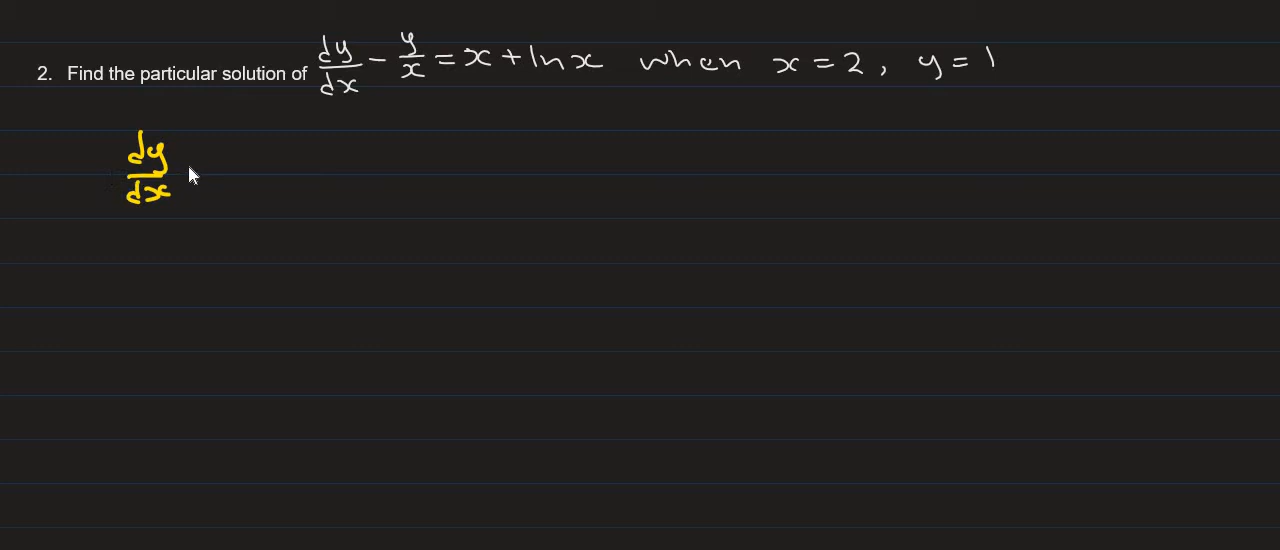 2. Find the particular solution of dy/dx - y/x = x + ln x when x = 2, y = 1
dy/dx